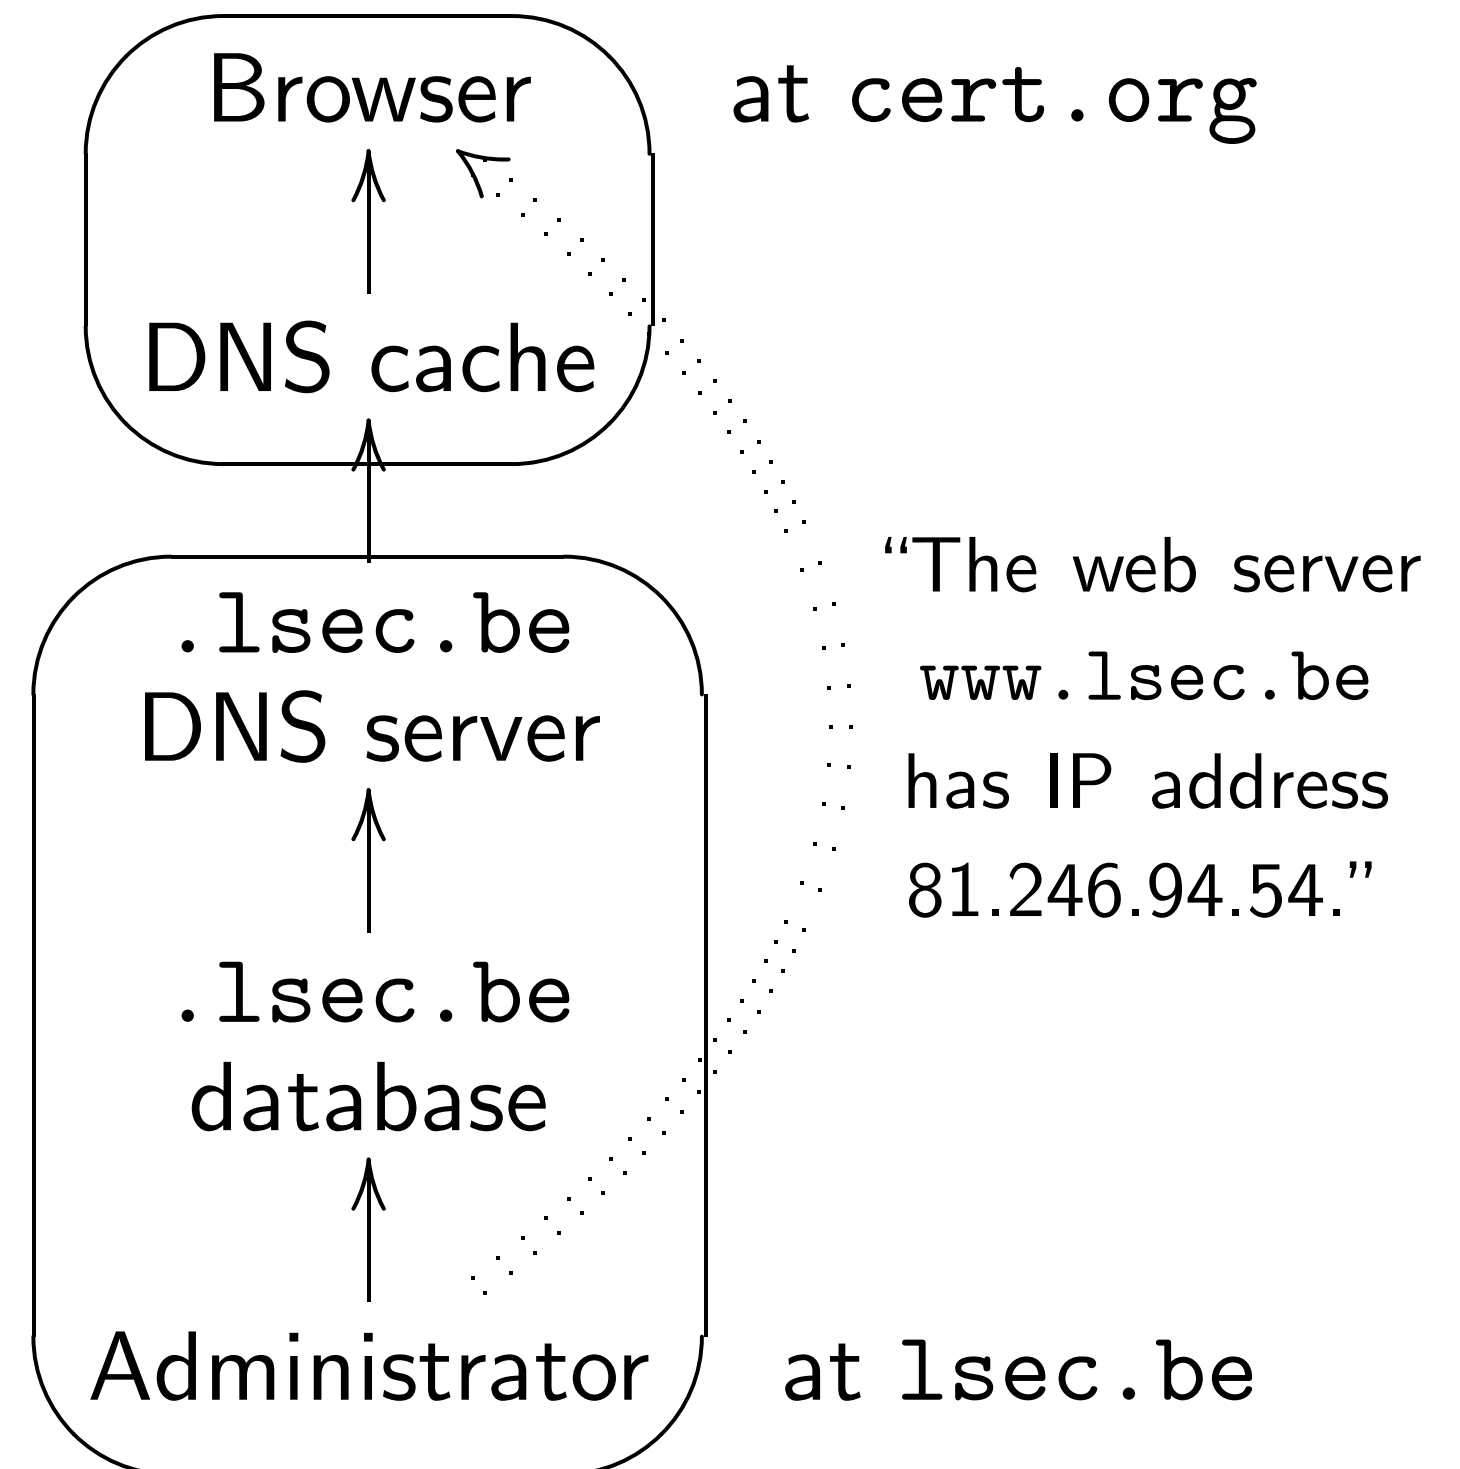 Browser
at cert.org
DNS cache
.lsec.be
DNS server
“The web server
www.lsec.be
has IP address
81.246.94.54.”
.lsec.be
database
Administrator
at lsec.be